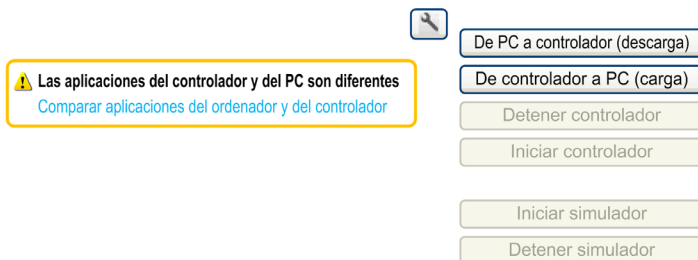 De PC a controlador (descarga)
Las aplicaciones del controlador y del PC son diferentes
Comparar aplicaciones del ordenador y del controlador
De controlador a PC (carga)
Detener controlador
Iniciar controlador
Iniciar simulador
Detener simulador